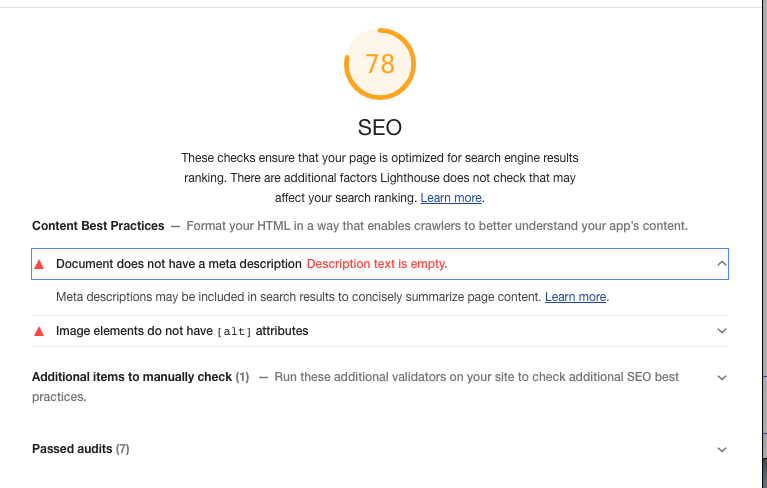 78
SEO
These checks ensure that your page is optimized for search engine results
ranking. There are additional factors Lighthouse does not check that may
affect your search ranking. Learn more.
Content Best Practices — Format your HTML in a way that enables crawlers to better understand your app's content.
Document does not have a meta description Description text is empty.
Meta descriptions may be included in search results to concisely summarize page content. Learn more.
Image elements do not have [alt] attributes
Additional items to manually check (1) — Run these additional validators on your site to check additional SEO best
practices.
Passed audits (7)